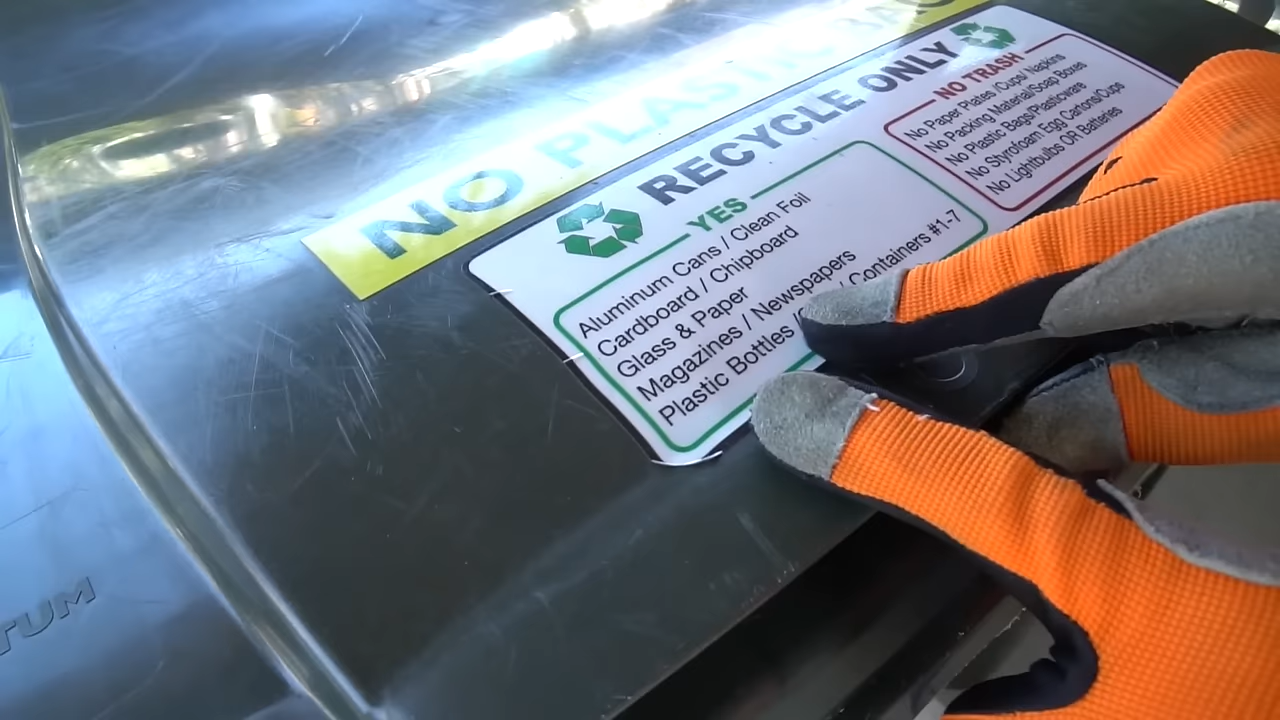 NO PLASTIC
RECYCLE ONLY
YES
Aluminum Cans / Clean Foil
Cardboard / Chipboard
Glass & Paper
Magazines / Newspapers
Plastic Bottles / Containers #1-7
NO TRASH
No Paper Plates /Cups/ Napkins
No Packing Material/Soap Boxes
No Plastic Bags/Plasticware
No Styrofoam Egg Cartons/Cups
No Lightbulbs OR Batteries
TUM